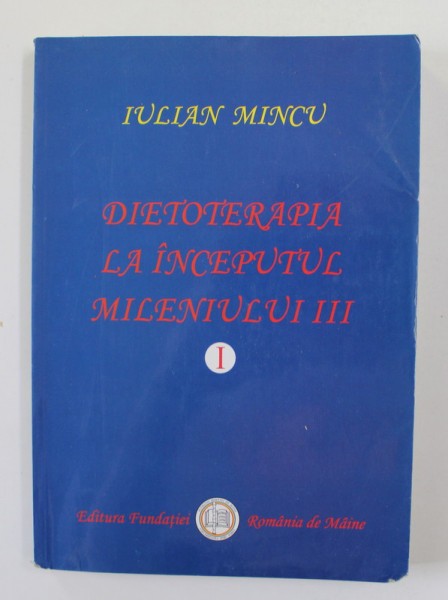 IULIAN MINCU
DIETOTERAPIA
LA ÎNCEPUTUL
MILENIULUI III
I
Editura Fundației România de Mâine